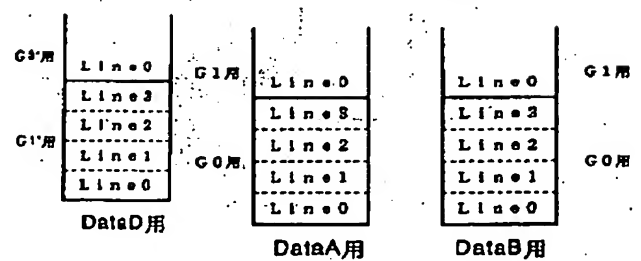 G3"用
Line0
Line3
Line2
G1"用
Line1
Line0
DataD用
G1用
Line0
Line3
Line2
G0用
Line1
Line0
DataA用
Line0
G1用
Line3
Line2
G0用
Line1
Line0
DataB用